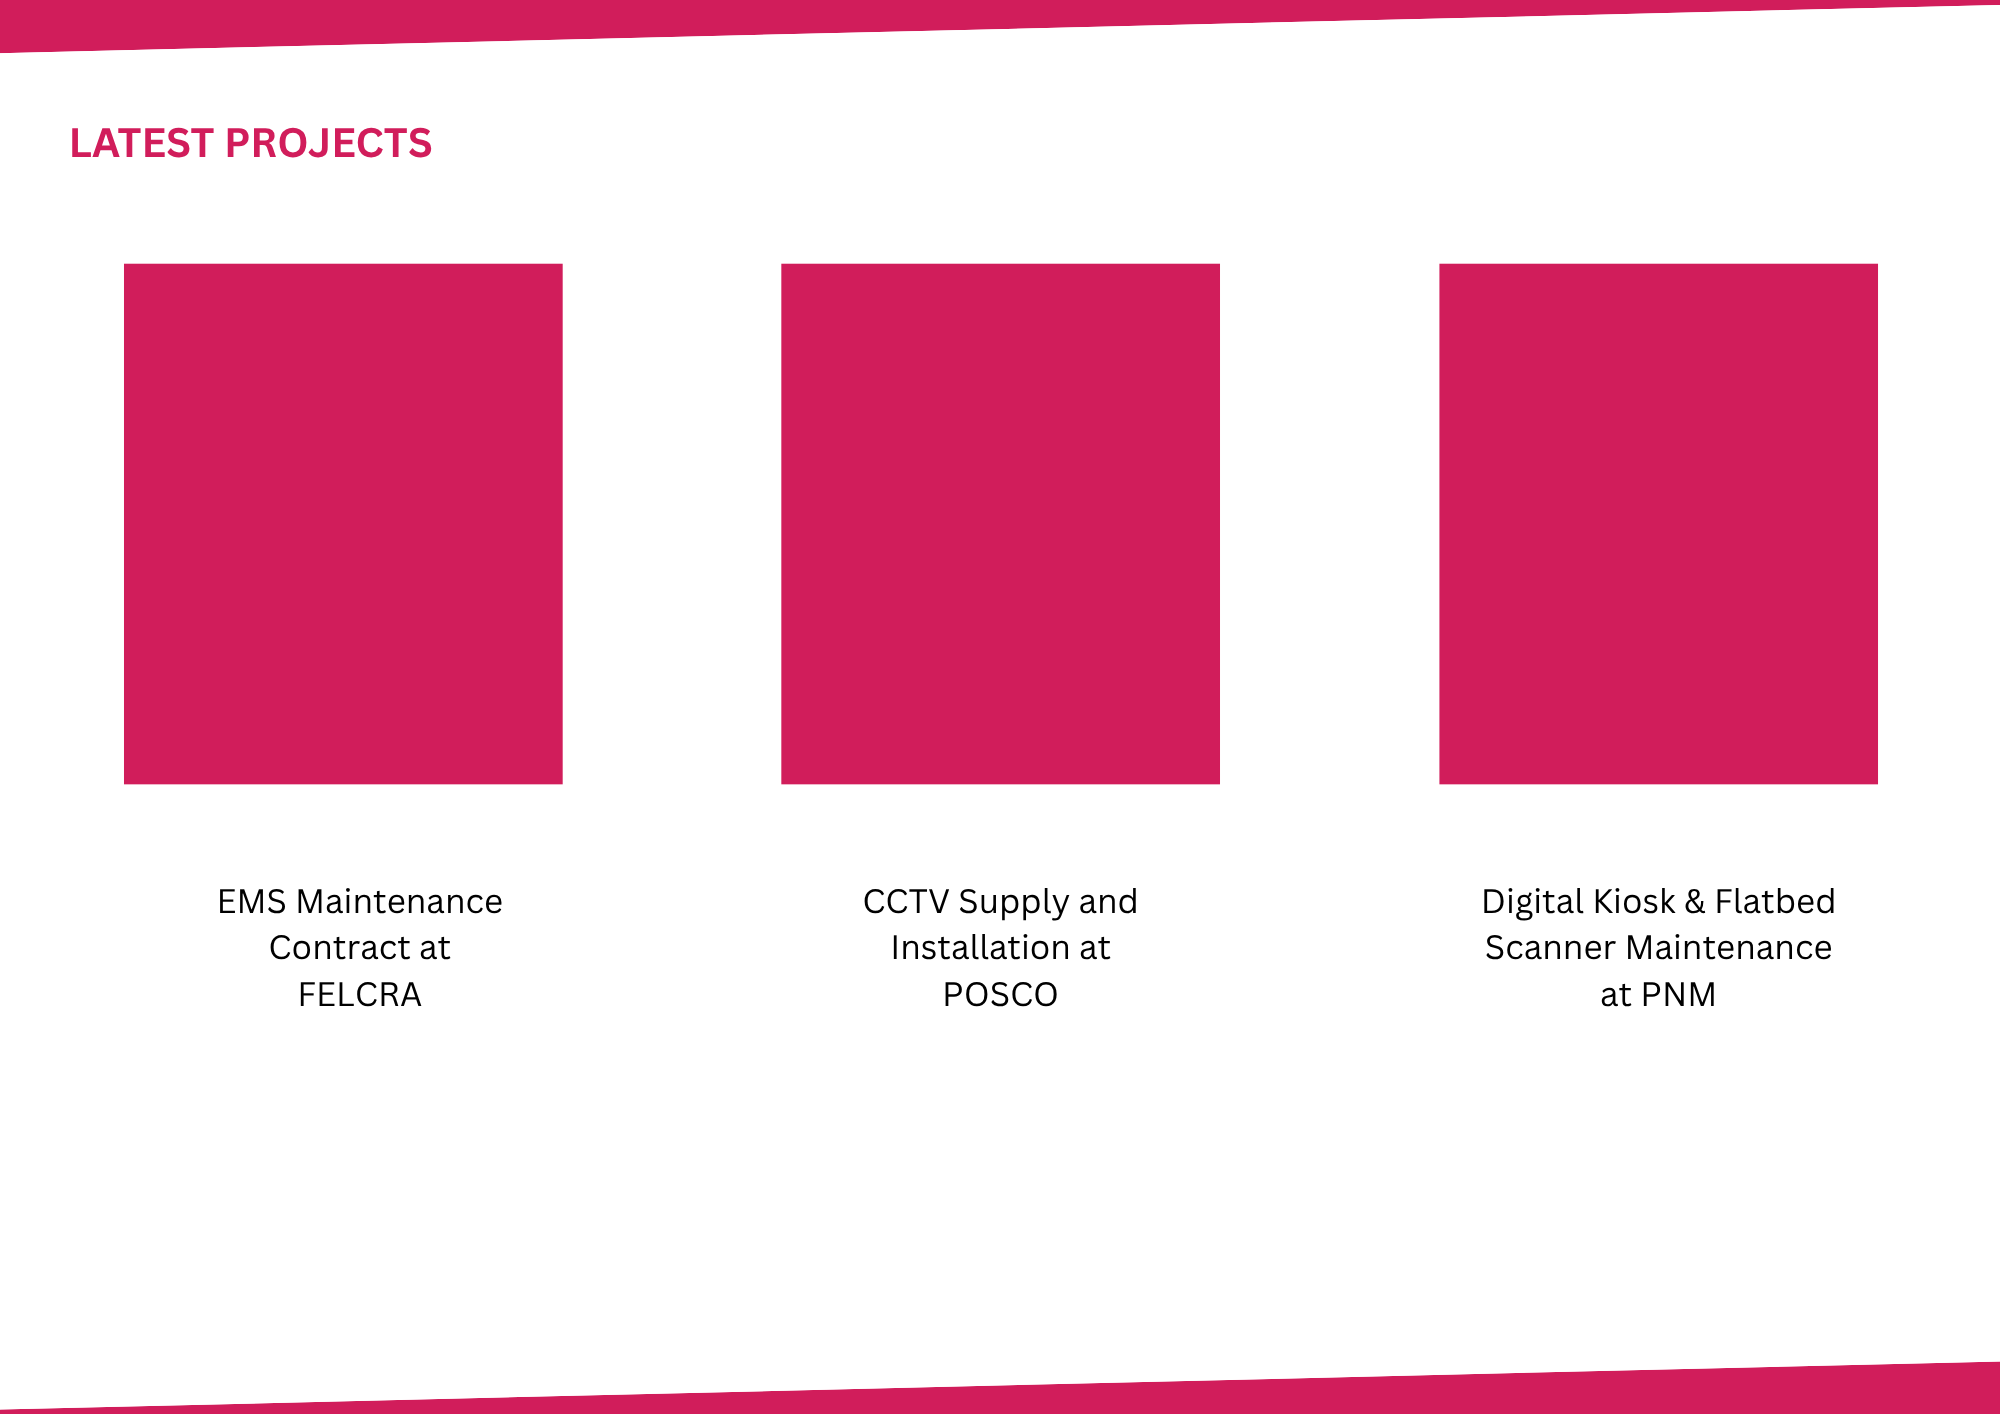 LATEST PROJECTS
EMS Maintenance
Contract at
FELCRA
CCTV Supply and
Installation at
POSCO
Digital Kiosk & Flatbed
Scanner Maintenance
at PNM